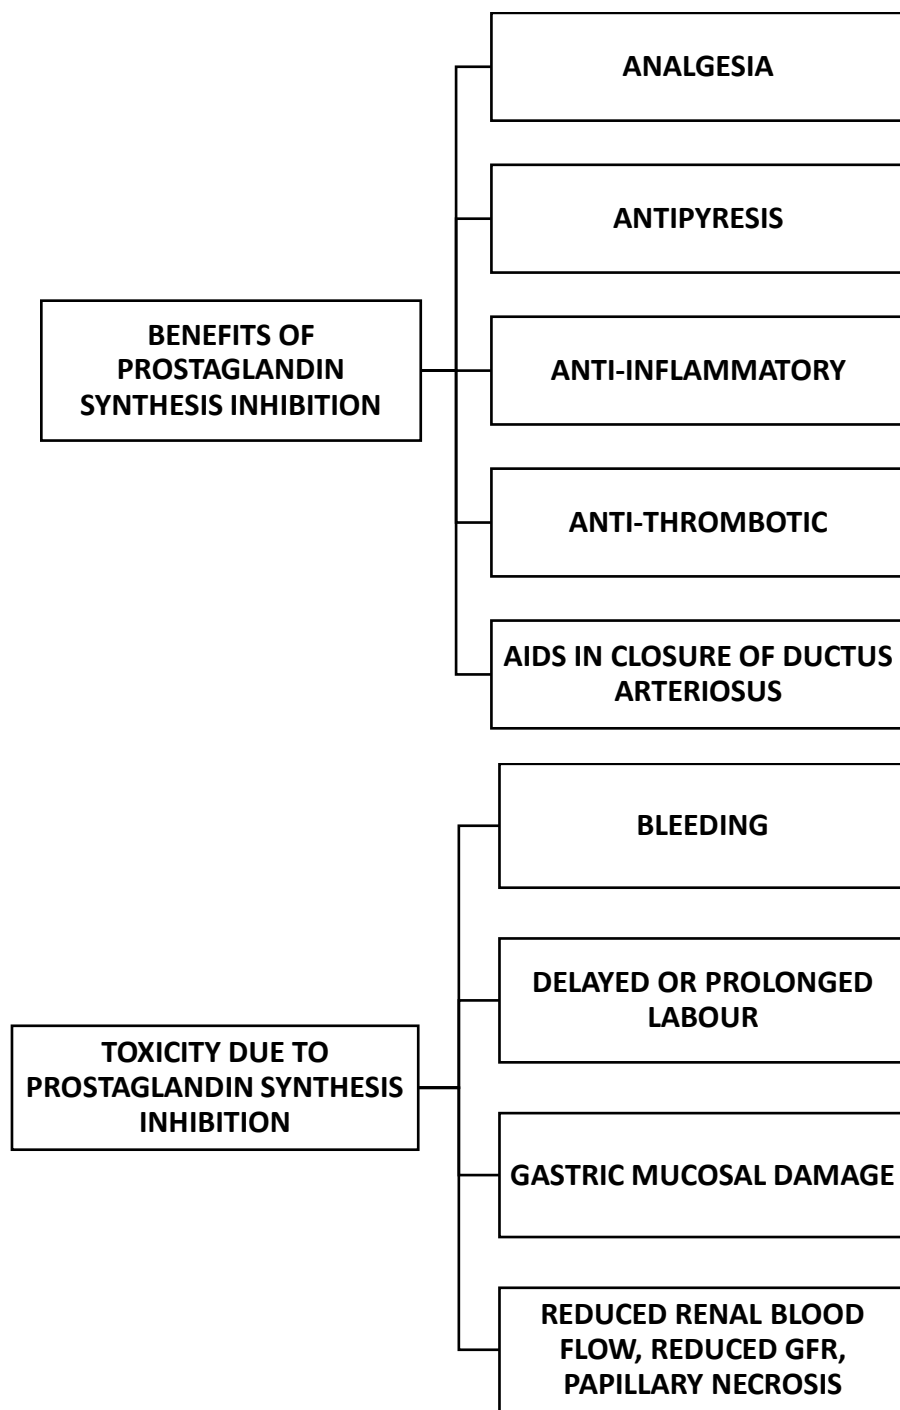 ANALGESIA
ANTIPYRESIS
BENEFITS OF
PROSTAGLANDIN
SYNTHESIS INHIBITION
ANTI-INFLAMMATORY
ANTI-THROMBOTIC
AIDS IN CLOSURE OF DUCTUS
ARTERIOSUS
BLEEDING
DELAYED OR PROLONGED
LABOUR
TOXICITY DUE TO
PROSTAGLANDIN SYNTHESIS
INHIBITION
GASTRIC MUCOSAL DAMAGE
REDUCED RENAL BLOOD
FLOW, REDUCED GFR,
PAPILLARY NECROSIS